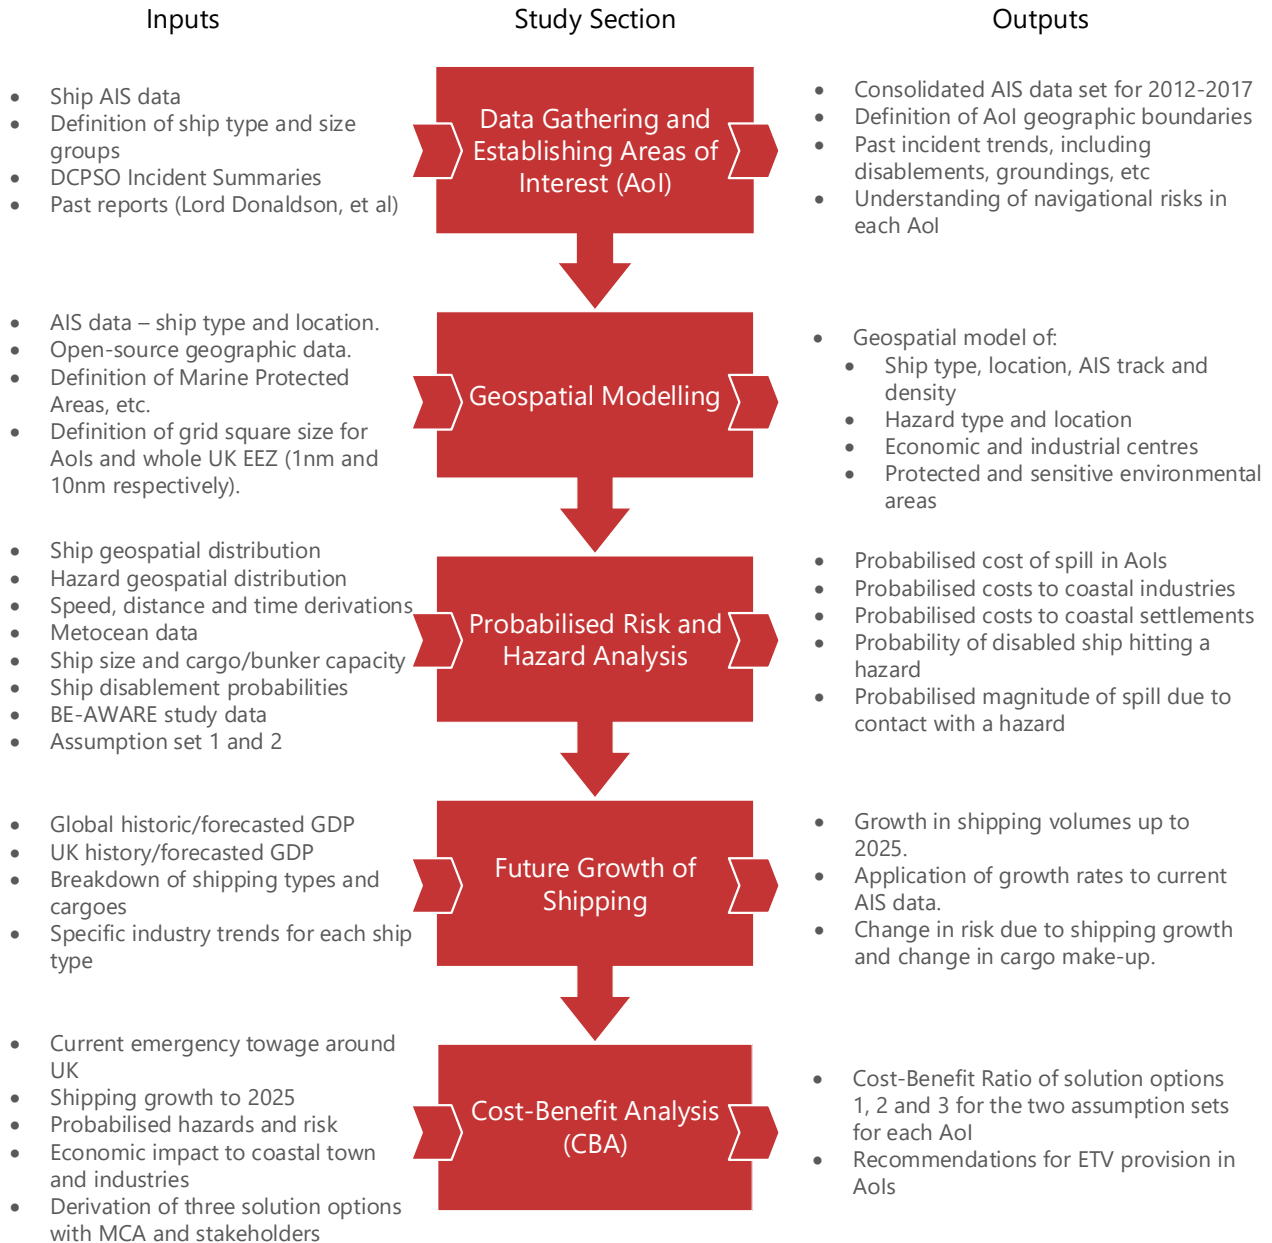 Inputs
Study Section
Outputs
• Ship AIS data
• Definition of ship type and size
groups
• DCPSO Incident Summaries
• Past reports (Lord Donaldson, et al)
Data Gathering and
Establishing Areas of
Interest (AoI)
• Consolidated AIS data set for 2012-2017
• Definition of AoI geographic boundaries
• Past incident trends, including
disablements, groundings, etc
• Understanding of navigational risks in
each AoI
• AIS data – ship type and location.
• Open-source geographic data.
• Definition of Marine Protected
Areas, etc.
• Definition of grid square size for
AoIs and whole UK EEZ (1nm and
10nm respectively).
Geospatial Modelling
• Geospatial model of:
• Ship type, location, AIS track and
density
• Hazard type and location
• Economic and industrial centres
• Protected and sensitive environmental
areas
• Ship geospatial distribution
• Hazard geospatial distribution
• Speed, distance and time derivations
• Metocean data
• Ship size and cargo/bunker capacity
• Ship disablement probabilities
• BE-AWARE study data
• Assumption set 1 and 2
Probabilised Risk and
Hazard Analysis
• Probabilised cost of spill in AoIs
• Probabilised costs to coastal industries
• Probabilised costs to coastal settlements
• Probability of disabled ship hitting a
hazard
• Probabilised magnitude of spill due to
contact with a hazard
• Global historic/forecasted GDP
• UK history/forecasted GDP
• Breakdown of shipping types and
cargoes
• Specific industry trends for each ship
type
Future Growth of
Shipping
• Growth in shipping volumes up to
2025.
• Application of growth rates to current
AIS data.
• Change in risk due to shipping growth
and change in cargo make-up.
• Current emergency towage around
UK
• Shipping growth to 2025
• Probabilised hazards and risk
• Economic impact to coastal town
and industries
• Derivation of three solution options
with MCA and stakeholders
Cost-Benefit Analysis
(CBA)
• Cost-Benefit Ratio of solution options
1, 2 and 3 for the two assumption sets
for each AoI
• Recommendations for ETV provision in
AoIs